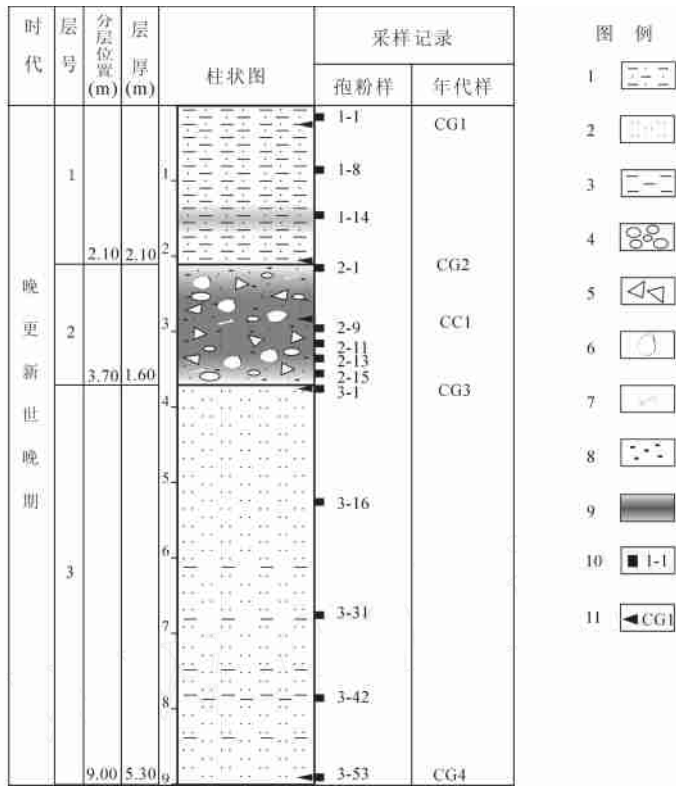 时代
层号
分层位置(m)
层厚(m)
柱状图
采样记录
孢粉样
年代样
晚更新世晚期
1
2.10 2.10
2
3.70 1.60
3
9.00 5.30
1
2
3
4
5
6
7
8
9
1-1
CG1
1-8
1-14
2-1
CG2
2-9
CC1
2-11
2-13
2-15
3-1
CG3
3-16
3-31
3-42
3-53
CG4
图 例
1
2
3
4
5
6
7
8
9
10 1-1
11 CG1